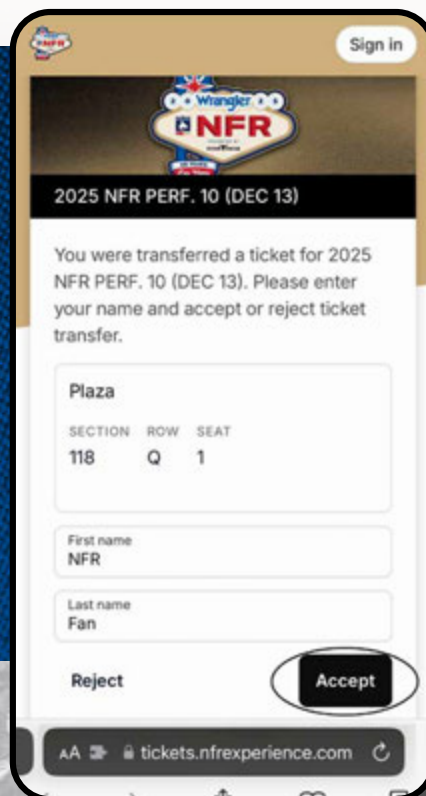 Sign in
Wrangler
NFR
2025 NFR PERF. 10 (DEC 13)
You were transferred a ticket for 2025
NFR PERF. 10 (DEC 13). Please enter
your name and accept or reject ticket
transfer.
Plaza
SECTION ROW SEAT
118 Q 1
First name
NFR
Last name
Fan
Reject Accept
AA tickets.nfrexperience.com